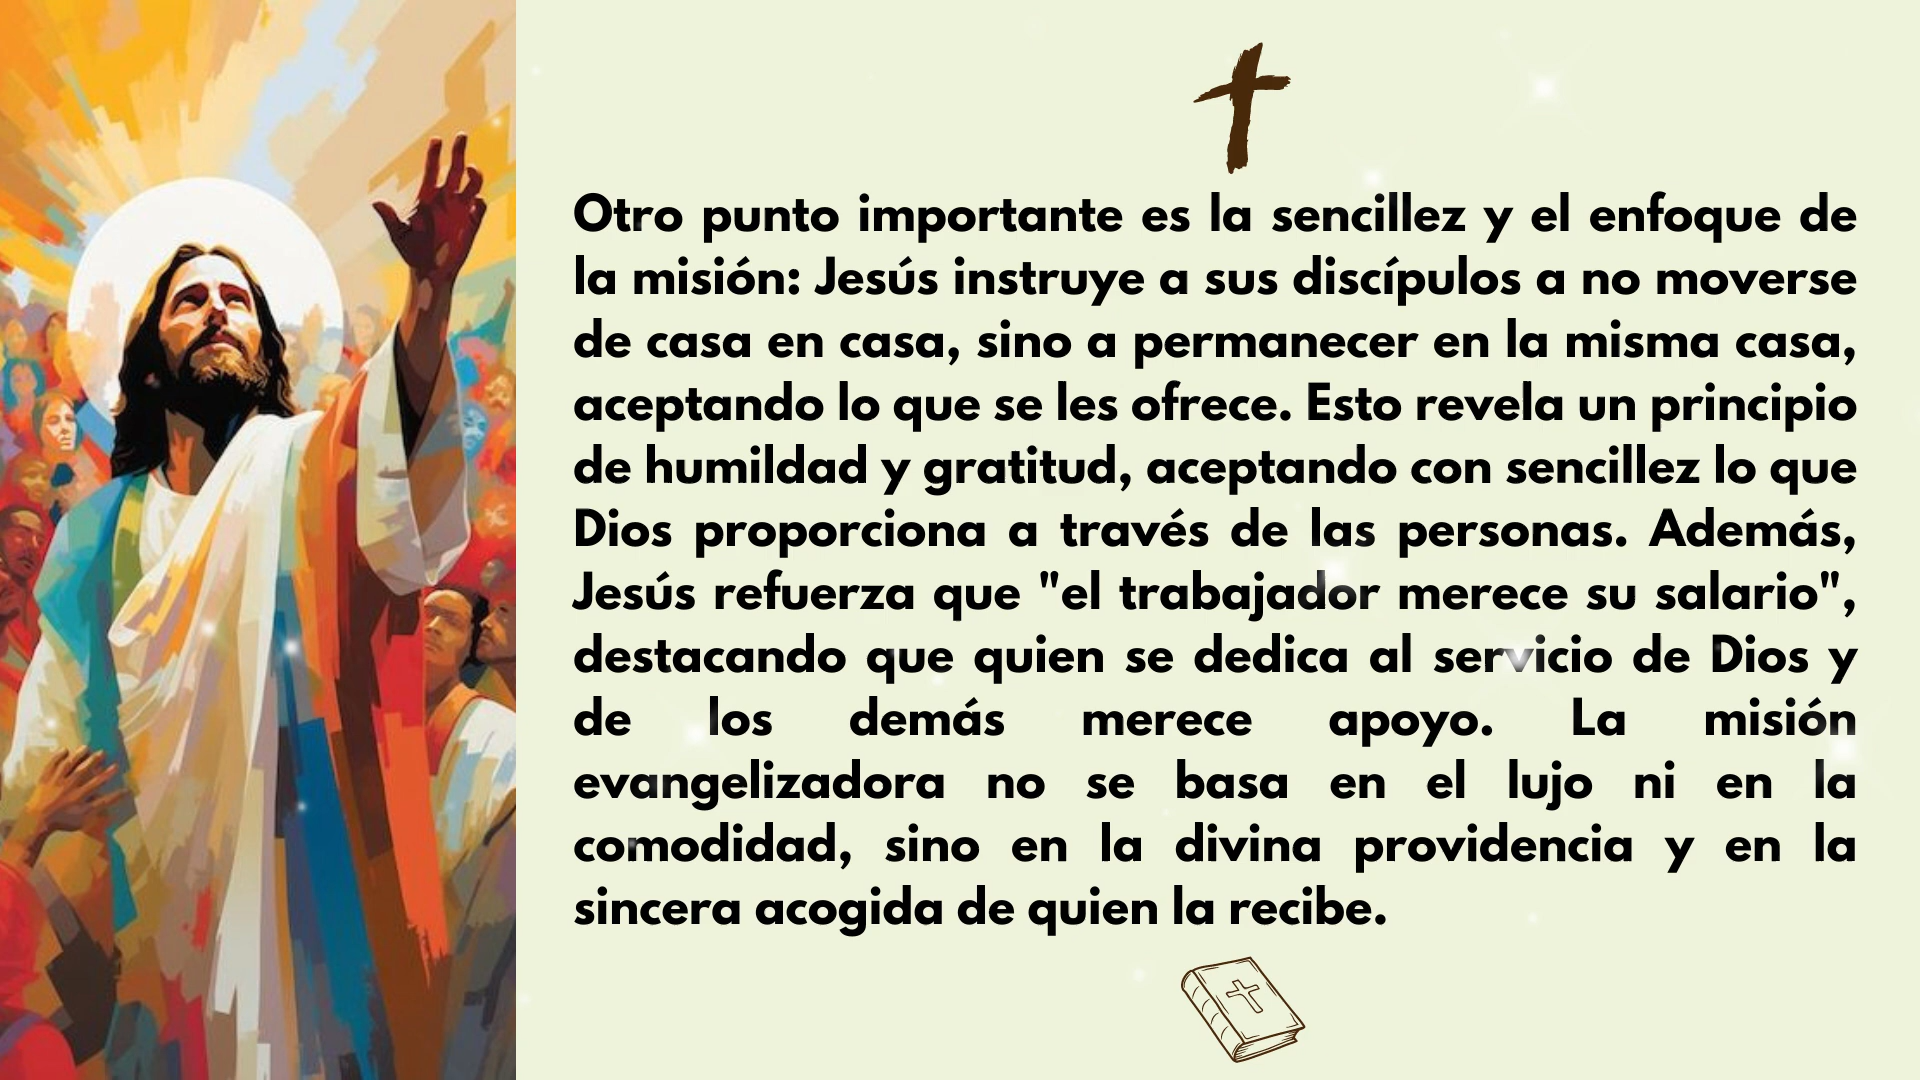 Otro punto importante es la sencillez y el enfoque de
la misión: Jesús instruye a sus discípulos a no moverse
de casa en casa, sino a permanecer en la misma casa,
aceptando lo que se les ofrece. Esto revela un principio
de humildad y gratitud, aceptando con sencillez lo que
Dios proporciona a través de las personas. Además,
Jesús refuerza que "el trabajador merece su salario",
destacando que quien se dedica al servicio de Dios y
de los demás merece apoyo. La misión
evangelizadora no se basa en el lujo ni en la
comodidad, sino en la divina providencia y en la
sincera acogida de quien la recibe.